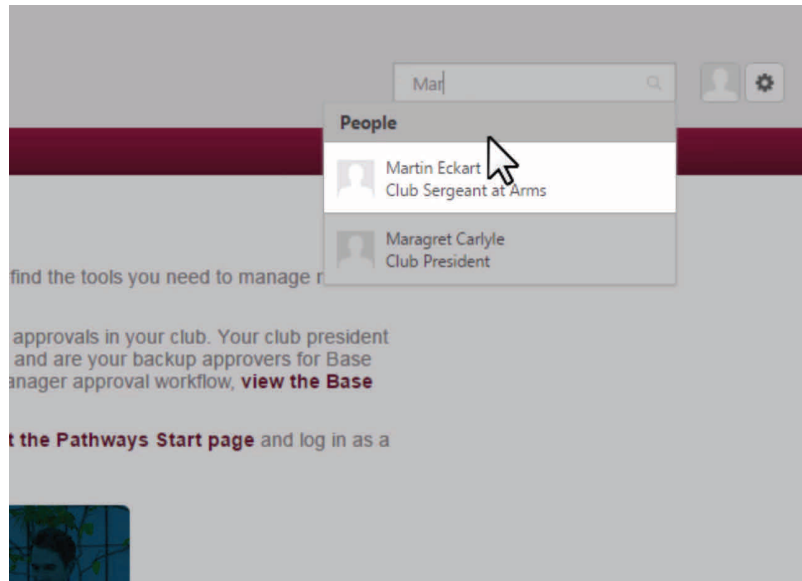 Mar
People
Martin Eckart
Club Sergeant at Arms
Maragret Carlyle
Club President
find the tools you need to manage
approvals in your club. Your club president
and are your backup approvers for Base
anager approval workflow, view the Base
t the Pathways Start page and log in as a